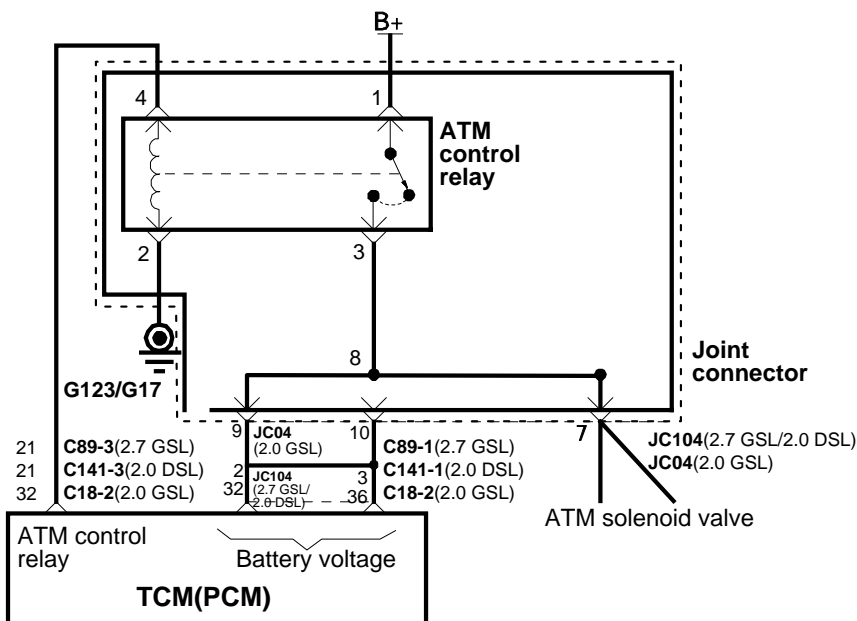 B+
4
1
ATM
control
relay
2
3
8
Joint
connector
G123/G17
9
JC04
(2.0 GSL)
10
7
21 C89-3(2.7 GSL)
21 C141-3(2.0 DSL)
32 C18-2(2.0 GSL)
2
32
JC104
(2.7 GSL/
2.0 DSL)
3
36
C89-1(2.7 GSL)
C141-1(2.0 DSL)
C18-2(2.0 GSL)
JC104(2.7 GSL/2.0 DSL)
JC04(2.0 GSL)
ATM solenoid valve
ATM control
relay
Battery voltage
TCM(PCM)